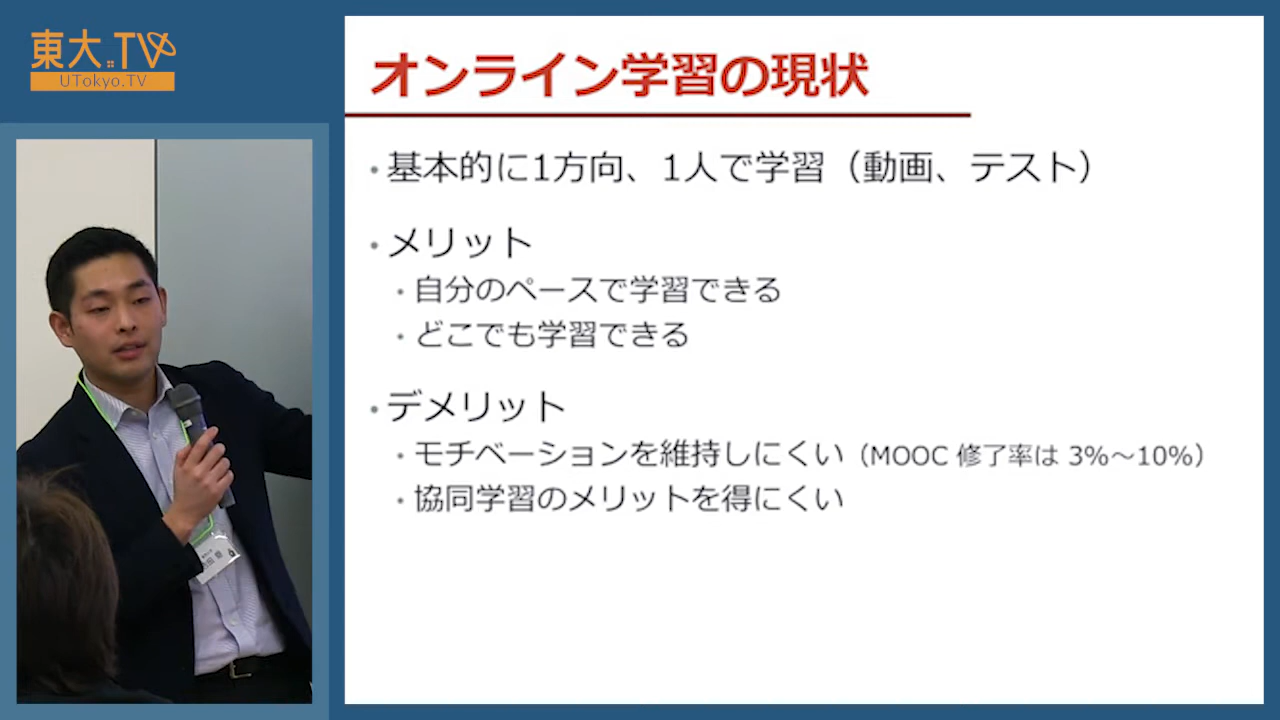 東大.TV
UTokyo.TV
オンライン学習の現状
・基本的に1方向、1人で学習（動画、テスト）
・メリット
・自分のペースで学習できる
・どこでも学習できる
・デメリット
・モチベーションを維持しにくい（MOOC 修了率は 3%～10%）
・協同学習のメリットを得にくい